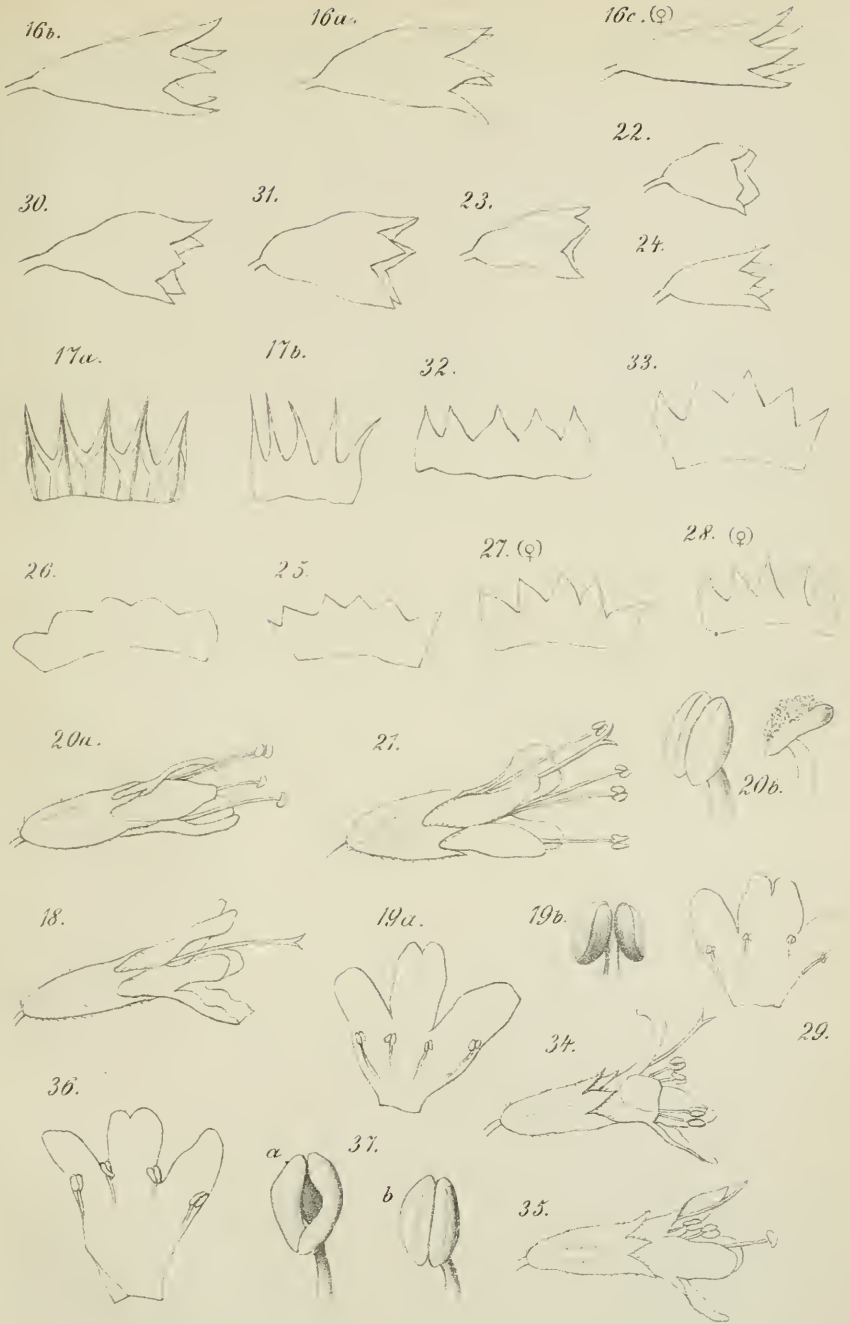 16b. 16a. 16c. (♀)
22.
30. 31. 23.
24.
17a. 17b. 32. 33.
26. 25. 27. (♀) 28. (♀)
20a. 21. 20b.
18. 19a. 19b.
29.
34.
36.
37.
a b
35.